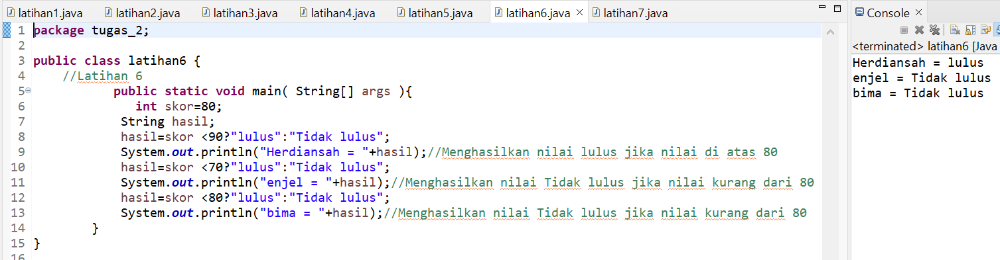 latihan1.java latihan2.java latihan3.java latihan4.java latihan5.java latihan6.java latihan7.java
1 package tugas_2;
2
3 public class latihan6 {
4 //Latihan 6
5 public static void main( String[] args ){
6 int skor=80;
7 String hasil;
8 hasil=skor <90?"lulus":"Tidak lulus";
9 System.out.println("Herdiansah = "+hasil);//Menghasilkan nilai lulus jika nilai di atas 80
10 hasil=skor <70?"lulus":"Tidak lulus";
11 System.out.println("enjel = "+hasil);//Menghasilkan nilai Tidak lulus jika nilai kurang dari 80
12 hasil=skor <80?"lulus":"Tidak lulus";
13 System.out.println("bima = "+hasil);//Menghasilkan nilai Tidak lulus jika nilai kurang dari 80
14 }
15 }
16
Console
<terminated> latihan6 [Java
Herdiansah = lulus
enjel = Tidak lulus
bima = Tidak lulus